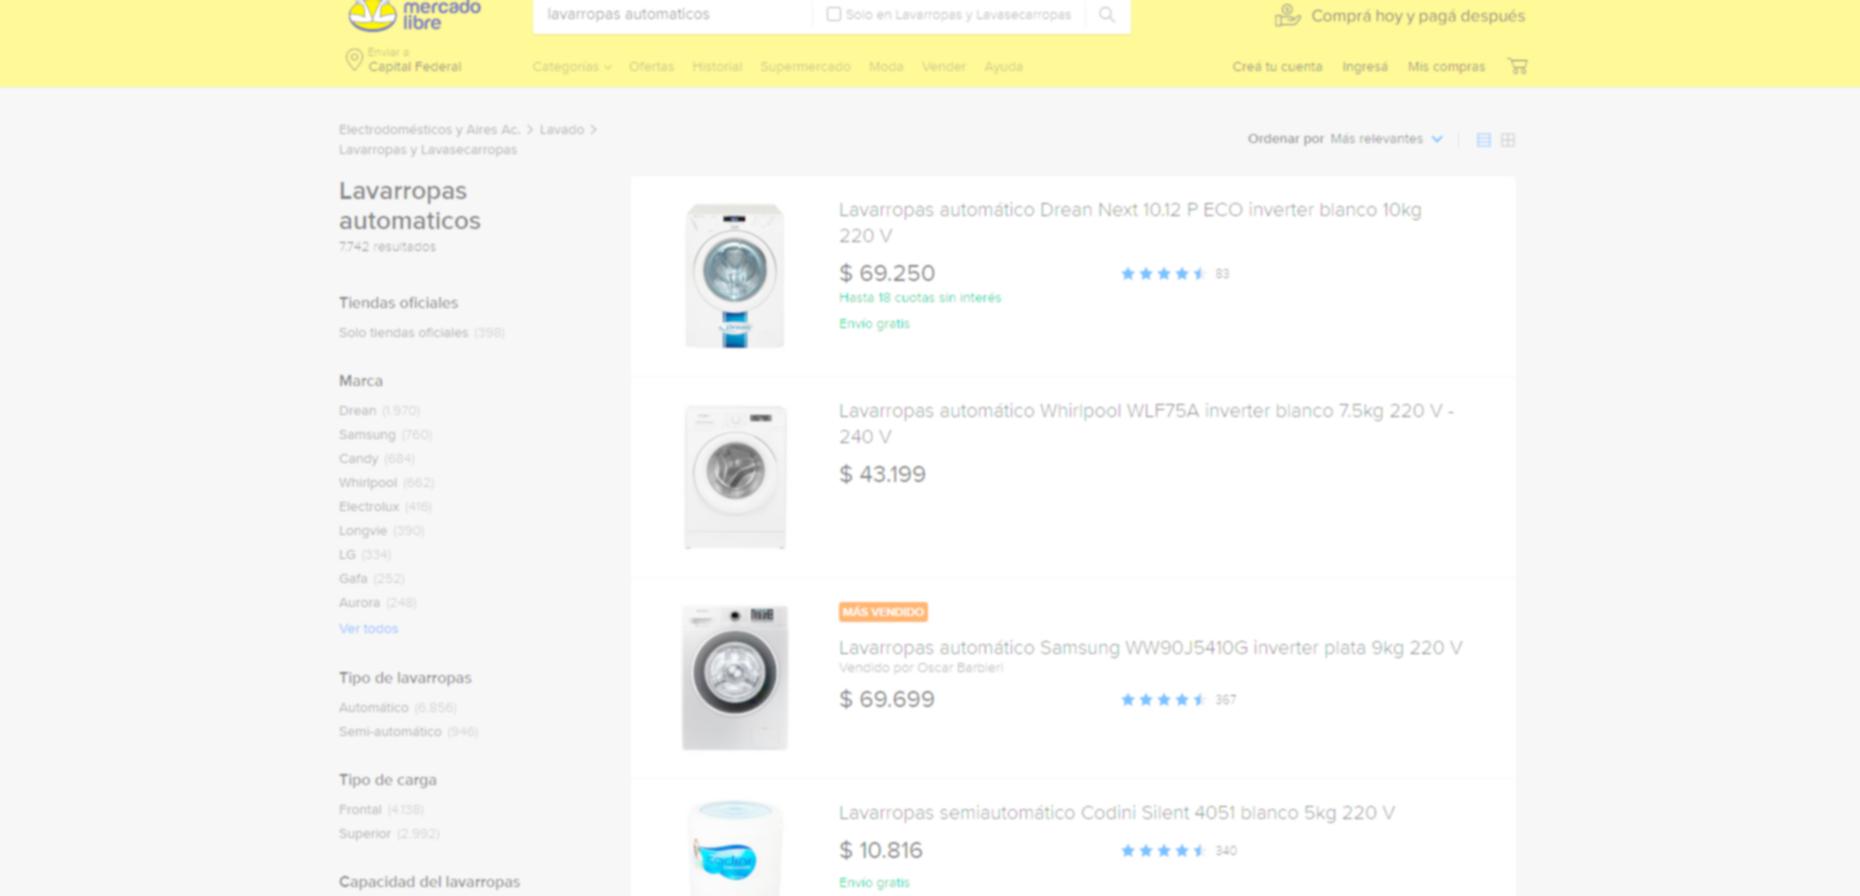 mercado
libre
lavarropas automaticos
Solo en Lavarropas y Lavasecarropas
Comprá hoy y pagá después
Enviar a
Capital Federal
Categorías
Ofertas
Historial
Supermercado
Moda
Vender
Ayuda
Creá tu cuenta
Ingresá
Mis compras
Electrodomésticos y Aires Ac. > Lavado >
Lavarropas y Lavasecarropas
Ordenar por Más relevantes
Lavarropas
automaticos
7.742 resultados
Tiendas oficiales
Solo tiendas oficiales (398)
Marca
Drean (1.970)
Samsung (760)
Candy (684)
Whirlpool (662)
Electrolux (416)
Longvie (390)
LG (334)
Gafa (252)
Aurora (248)
Ver todos
Tipo de lavarropas
Automático (6.856)
Semi-automático (946)
Tipo de carga
Frontal (4.138)
Superior (2.992)
Capacidad del lavarropas
Lavarropas automático Drean Next 10.12 P ECO inverter blanco 10kg
220 V
$ 69.250
83
Hasta 18 cuotas sin interés
Envío gratis
Drean
Lavarropas automático Whirlpool WLF75A inverter blanco 7.5kg 220 V -
240 V
$ 43.199
MÁS VENDIDO
Lavarropas automático Samsung WW90J5410G inverter plata 9kg 220 V
Vendido por Oscar Barbieri
$ 69.699
367
Lavarropas semiautomático Codini Silent 4051 blanco 5kg 220 V
$ 10.816
340
Envío gratis